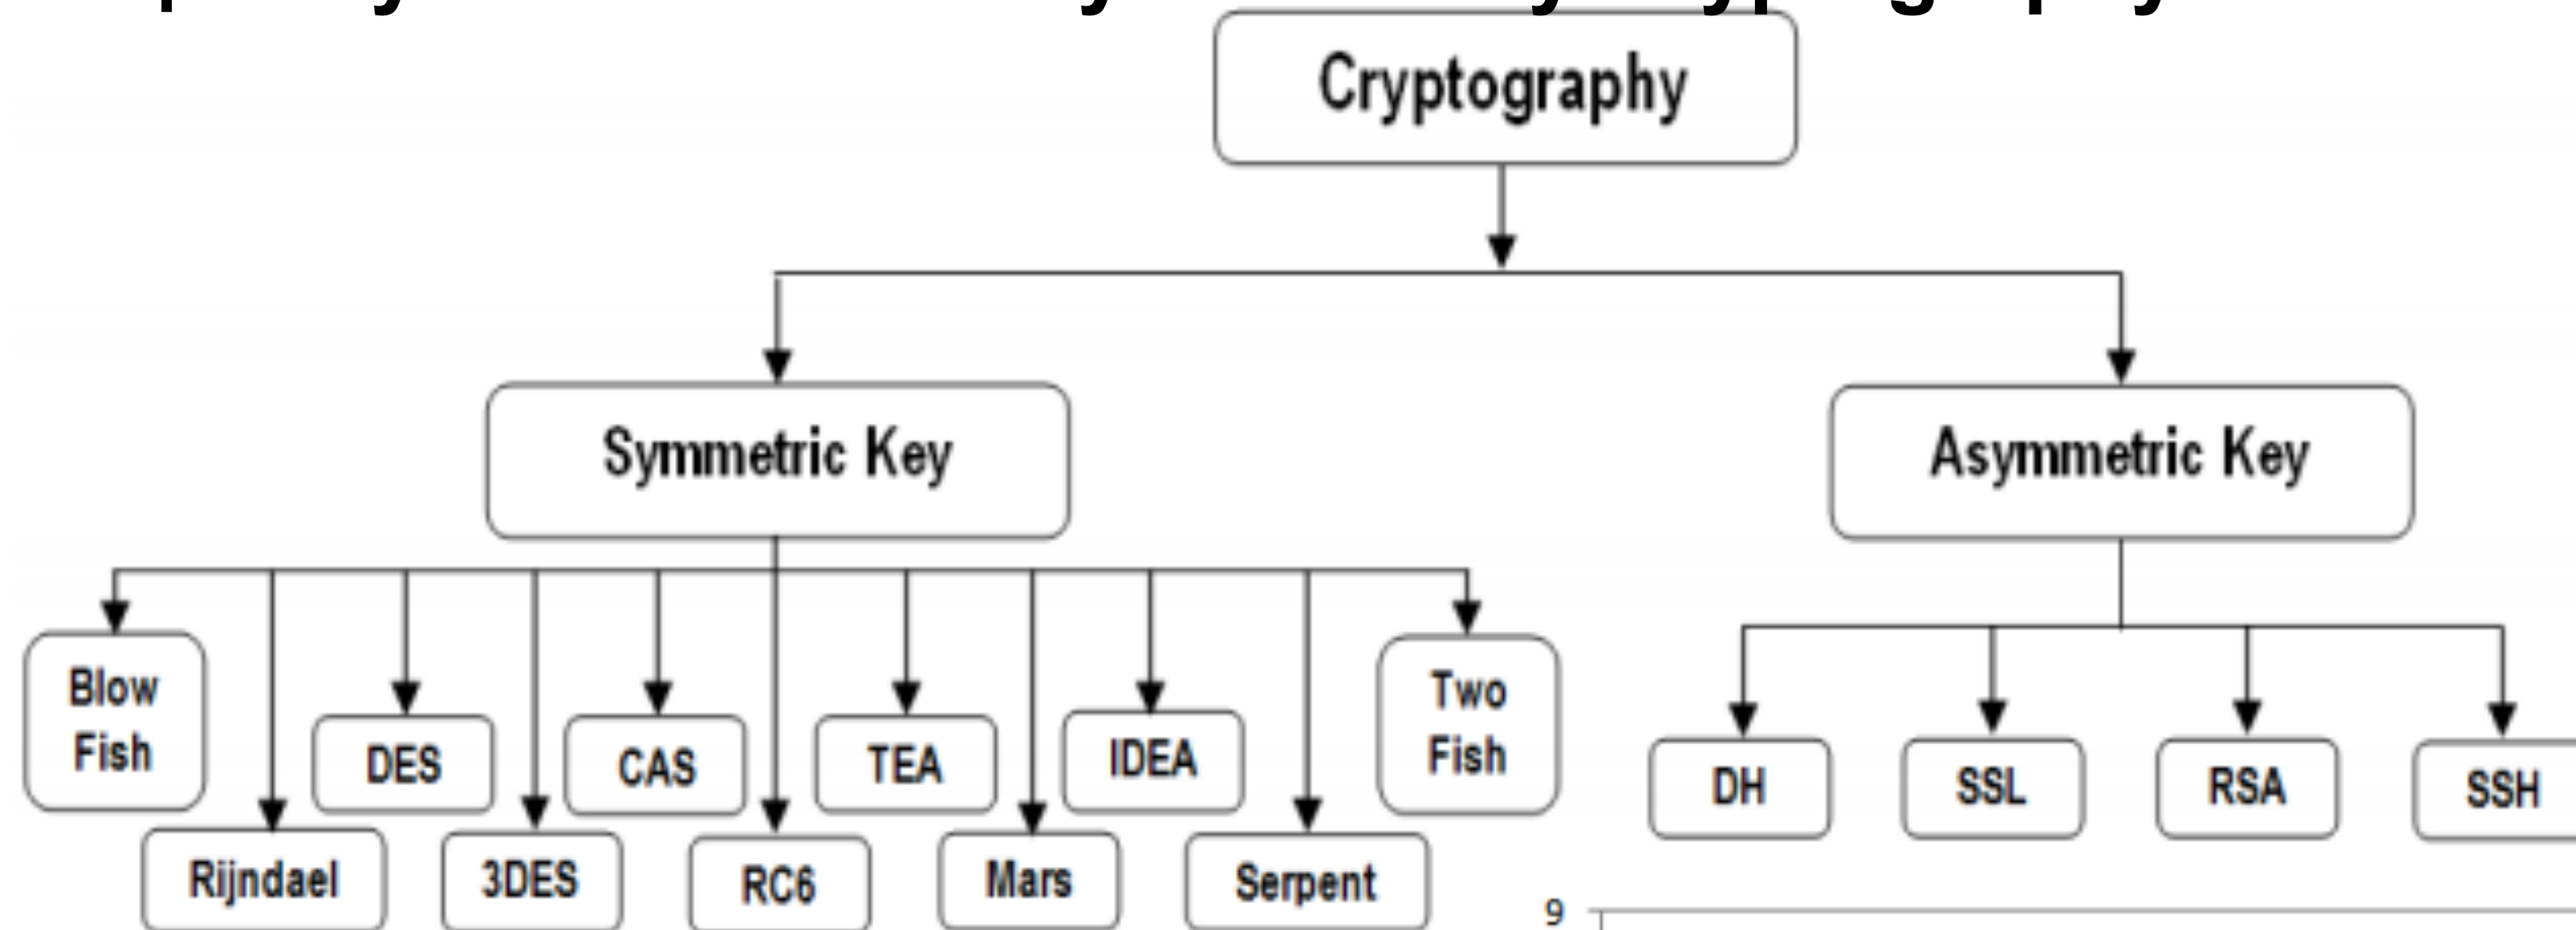 Cryptography
Symmetric Key
Asymmetric Key
Blow
Fish
Rijndael
DES
3DES
CAS
RC6
TEA
Mars
IDEA
Serpent
Two
Fish
DH
SSL
RSA
SSH
9